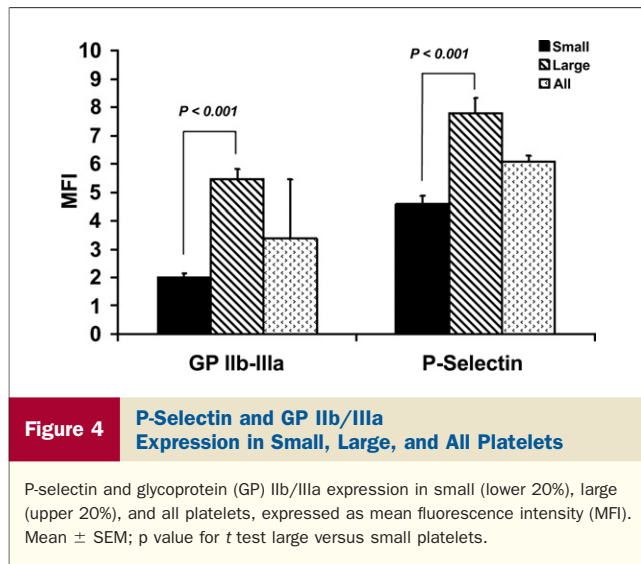 10
9
8
7
6
5
4
3
2
1
0
MFI
P < 0.001
P < 0.001
Small
Large
All
GP IIb-IIIa
P-Selectin
Figure 4
P-Selectin and GP IIb/IIIa
Expression in Small, Large, and All Platelets
P-selectin and glycoprotein (GP) IIb/IIIa expression in small (lower 20%), large
(upper 20%), and all platelets, expressed as mean fluorescence intensity (MFI).
Mean ± SEM; p value for t test large versus small platelets.